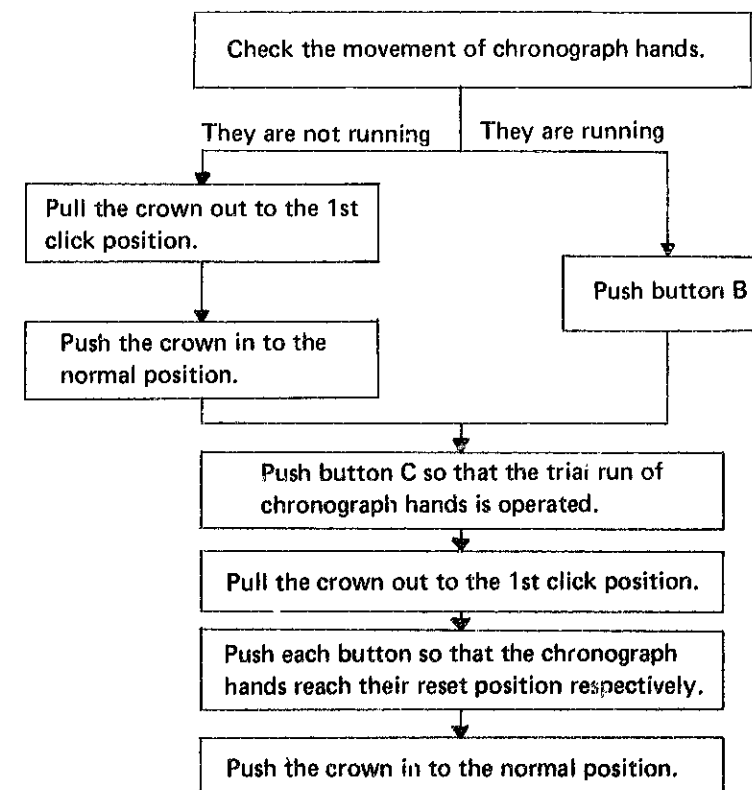 Check the movement of chronograph hands.
They are not running
They are running
Pull the crown out to the 1st
click position.
Push button B
Push the crown in to the
normal position.
Push button C so that the trial run of
chronograph hands is operated.
Pull the crown out to the 1st click position.
Push each button so that the chronograph
hands reach their reset position respectively.
Push the crown in to the normal position.